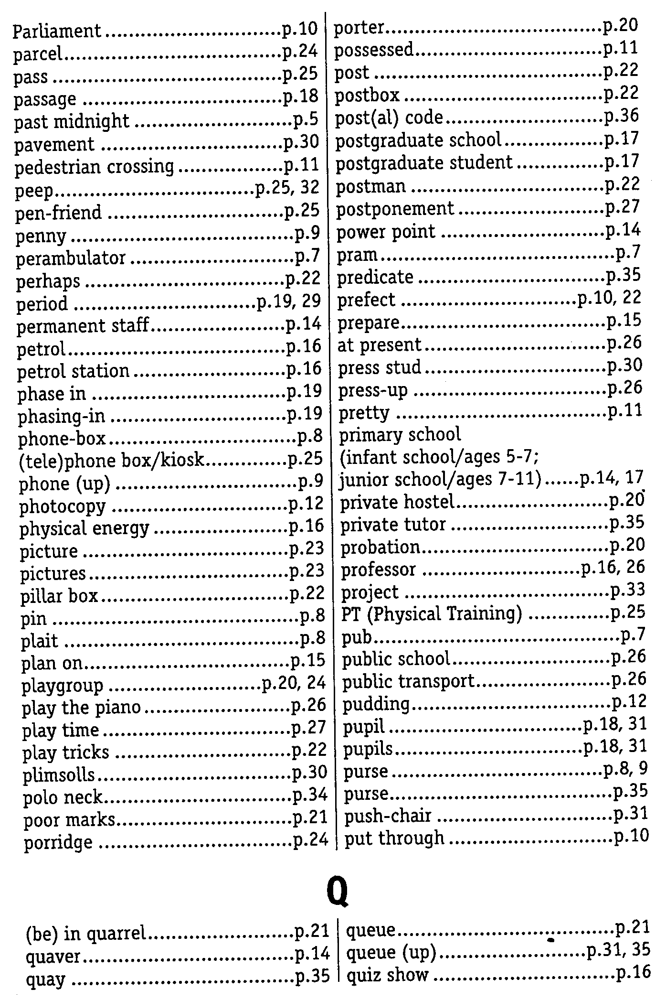 Parliament ..............................p.10
parcel.....................................p.24
pass .......................................p.25
passage ..................................p.18
past midnight ...........................p.5
pavement ...............................p.30
pedestrian crossing ..................p.11
peep..................................p.25, 32
pen-friend ..............................p.25
penny ......................................p.9
perambulator ............................p.7
perhaps ..................................p.22
period ...............................p.19, 29
permanent staff.......................p.14
petrol.....................................p.16
petrol station ..........................p.16
phase in .................................p.19
phasing-in ..............................p.19
phone-box................................p.8
(tele)phone box/kiosk..............p.25
phone (up) ...............................p.9
photocopy ..............................p.12
physical energy .......................p.16
picture ...................................p.23
pictures..................................p.23
pillar box................................p.22
pin ..........................................p.8
plait ........................................p.8
plan on...................................p.15
playgroup ..........................p.20, 24
play the piano .........................p.26
play time ................................p.27
play tricks ..............................p.22
plimsolls.................................p.30
polo neck................................p.34
poor marks..............................p.21
porridge .................................p.24
porter.....................................p.20
possessed................................p.11
post .......................................p.22
postbox ..................................p.22
post(al) code...........................p.36
postgraduate school.................p.17
postgraduate student ...............p.17
postman .................................p.22
postponement .........................p.27
power point ............................p.14
pram........................................p.7
predicate ................................p.35
prefect ..............................p.10, 22
prepare...................................p.15
at present...............................p.26
press stud...............................p.30
press-up .................................p.26
pretty ....................................p.11
primary school
(infant school/ages 5-7;
junior school/ages 7-11)......p.14, 17
private hostel..........................p.20
private tutor ...........................p.35
probation................................p.20
professor ...........................p.16, 26
project ...................................p.33
PT (Physical Training) ..............p.25
pub..........................................p.7
public school...........................p.26
public transport.......................p.26
pudding..................................p.12
pupil .................................p.18, 31
pupils................................p.18, 31
purse ....................................p.8, 9
purse......................................p.35
push-chair ..............................p.31
put through ............................p.10
Q
(be) in quarrel.........................p.21
quaver....................................p.14
quay ......................................p.35
queue.....................................p.21
queue (up).........................p.31, 35
quiz show ...............................p.16